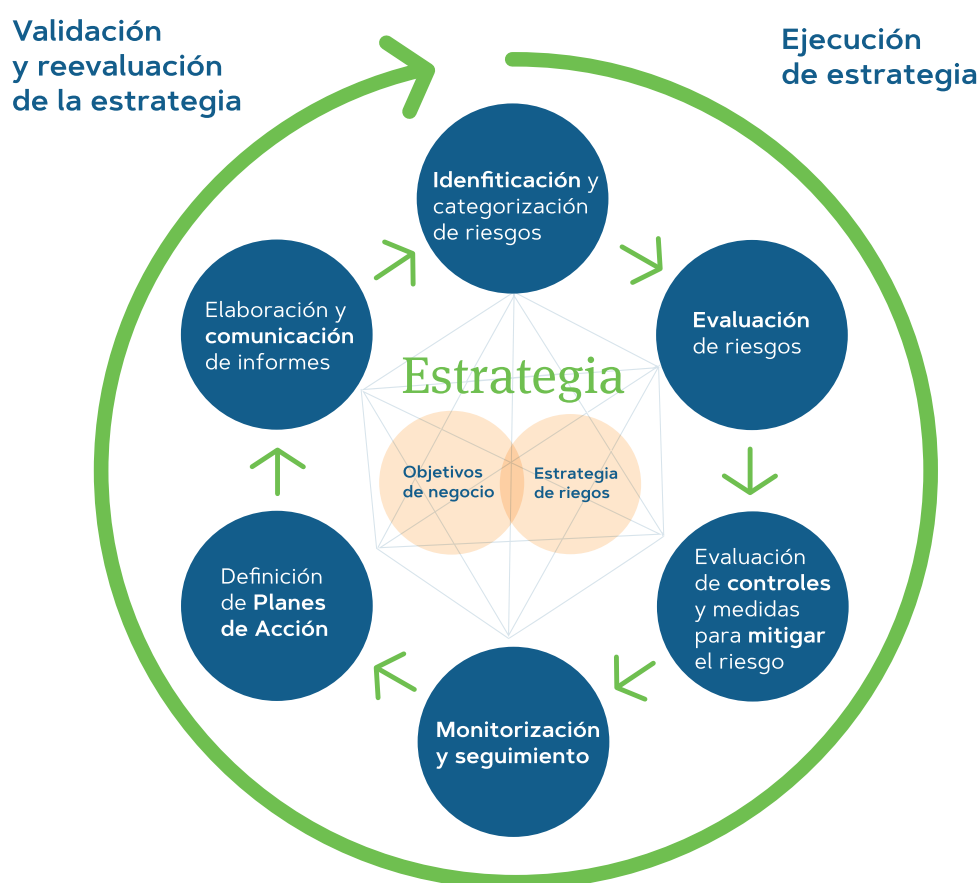 Validación
y reevaluación
de la estrategia
Ejecución
de estrategia
Idenfiticación y
categorización
de riesgos
Evaluación
de riesgos
Evaluación
de controles
y medidas
para mitigar
el riesgo
Monitorización
y seguimiento
Definición
de Planes
de Acción
Elaboración y
comunicación
de informes
Estrategia
Objetivos
de negocio
Estrategia
de riegos